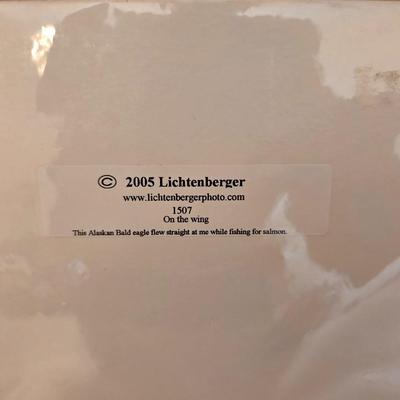 © 2005 Lichtenberger
www.lichtenbergerphoto.com
1507
On the wing
This Alaskan Bald eagle flew straight at me while fishing for salmon.